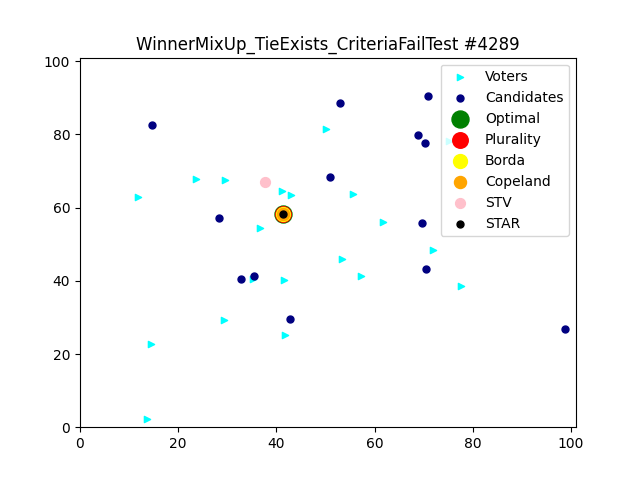 WinnerMixUp_TieExists_CriteriaFailTest #4289
100
80
60
40
20
0
0 20 40 60 80 100
Voters
Candidates
Optimal
Plurality
Borda
Copeland
STV
STAR